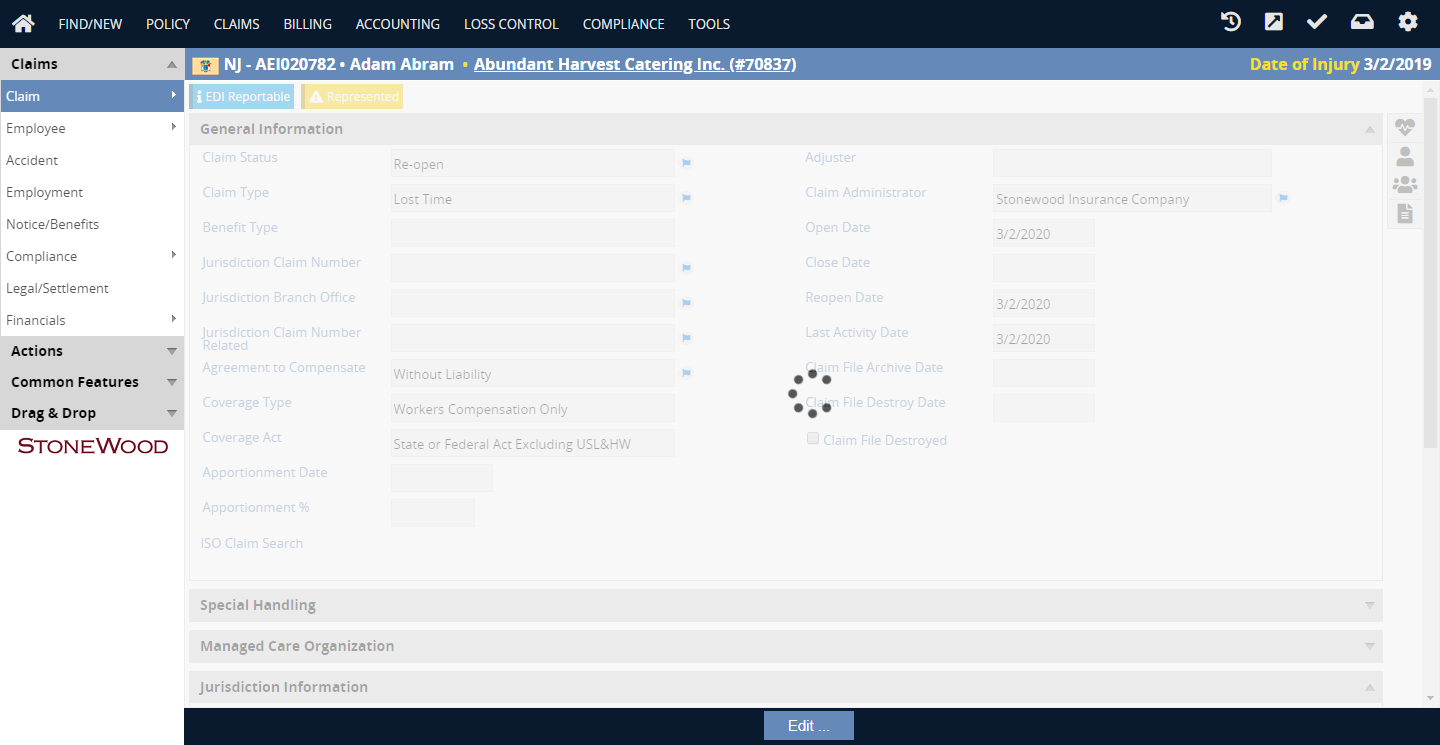 FIND/NEW POLICY CLAIMS BILLING ACCOUNTING LOSS CONTROL COMPLIANCE TOOLS
Claims
NJ - AEI020782 • Adam Abram • Abundant Harvest Catering Inc. (#70837) Date of Injury 3/2/2019
Claim
Employee
Accident
Employment
Notice/Benefits
Compliance
Legal/Settlement
Financials
Actions
Common Features
Drag & Drop
STONEWOOD
EDI Reportable Represented
General Information
Claim Status Re-open
Claim Type Lost Time
Benefit Type
Jurisdiction Claim Number
Jurisdiction Branch Office
Jurisdiction Claim Number
Related
Agreement to Compensate Without Liability
Coverage Type Workers Compensation Only
Coverage Act State or Federal Act Excluding USL&HW
Apportionment Date
Apportionment %
ISO Claim Search
Adjuster
Claim Administrator Stonewood Insurance Company
Open Date 3/2/2020
Close Date
Reopen Date 3/2/2020
Last Activity Date 3/2/2020
Claim File Archive Date
Claim File Destroy Date
Claim File Destroyed
Special Handling
Managed Care Organization
Jurisdiction Information
Edit ...